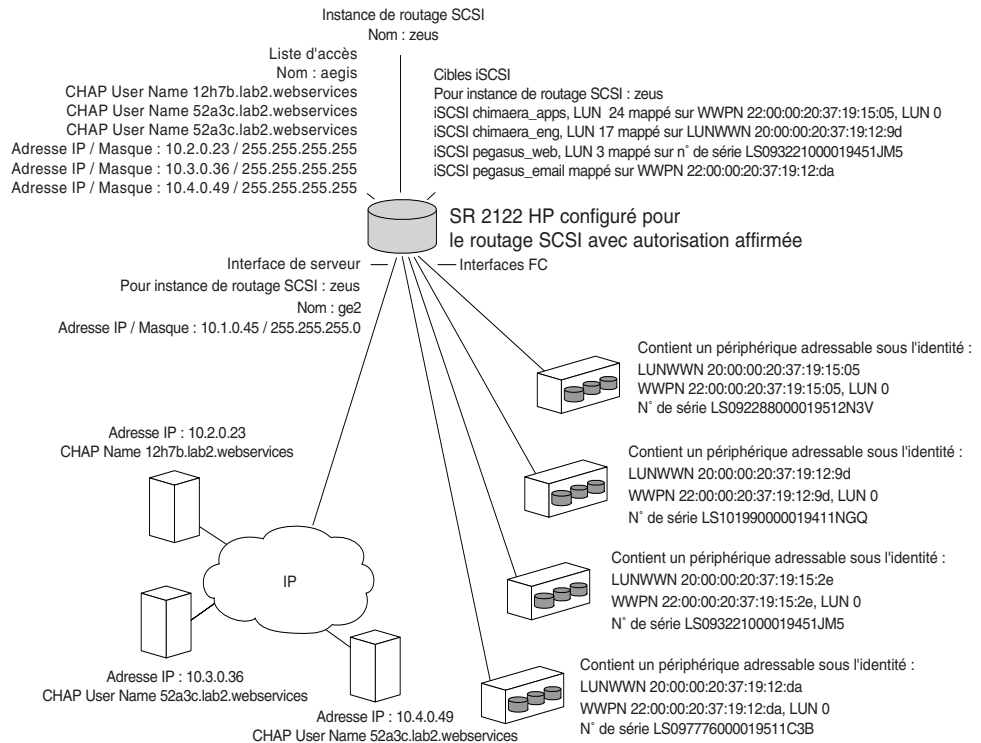 Instance de routage SCSI
Nom : zeus
Liste d'accès
Nom : aegis
CHAP User Name 12h7b.lab2.webservices
CHAP User Name 52a3c.lab2.webservices
CHAP User Name 52a3c.lab2.webservices
Adresse IP / Masque : 10.2.0.23 / 255.255.255.255
Adresse IP / Masque : 10.3.0.36 / 255.255.255.255
Adresse IP / Masque : 10.4.0.49 / 255.255.255.255
Cibles iSCSI
Pour instance de routage SCSI : zeus
iSCSI chimaera_apps, LUN 24 mappé sur WWPN 22:00:00:20:37:19:15:05, LUN 0
iSCSI chimaera_eng, LUN 17 mappé sur LUNWWN 20:00:00:20:37:19:12:9d
iSCSI pegasus_web, LUN 3 mappé sur n° de série LS093221000019451JM5
iSCSI pegasus_email mappé sur WWPN 22:00:00:20:37:19:12:da
SR 2122 HP configuré pour
le routage SCSI avec autorisation affirmée
Interface de serveur
Pour instance de routage SCSI : zeus
Nom : ge2
Adresse IP / Masque : 10.1.0.45 / 255.255.255.0
Interfaces FC
Contient un périphérique adressable sous l'identité :
LUNWWN 20:00:00:20:37:19:15:05
WWPN 22:00:00:20:37:19:15:05, LUN 0
N° de série LS092288000019512N3V
Adresse IP : 10.2.0.23
CHAP Name 12h7b.lab2.webservices
Contient un périphérique adressable sous l'identité :
LUNWWN 20:00:00:20:37:19:12:9d
WWPN 22:00:00:20:37:19:12:9d, LUN 0
N° de série LS101990000019411NGQ
IP
Contient un périphérique adressable sous l'identité :
LUNWWN 20:00:00:20:37:19:15:2e
WWPN 22:00:00:20:37:19:15:2e, LUN 0
N° de série LS093221000019451JM5
Adresse IP : 10.3.0.36
CHAP User Name 52a3c.lab2.webservices
Adresse IP : 10.4.0.49
CHAP User Name 52a3c.lab2.webservices
Contient un périphérique adressable sous l'identité :
LUNWWN 20:00:00:20:37:19:12:da
WWPN 22:00:00:20:37:19:12:da, LUN 0
N° de série LS097776000019511C3B